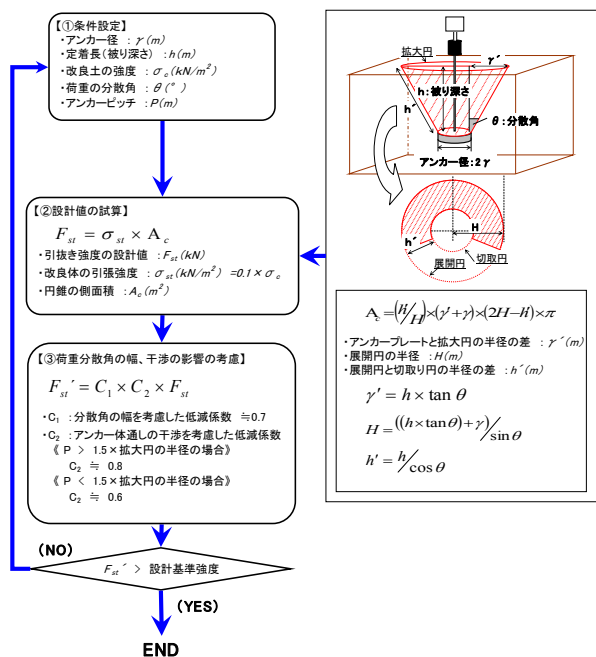 【①条件設定】
・アンカー径 : γ(m)
・定着長(被り深さ) : h(m)
・改良土の強度 : σc(kN/m²)
・荷重の分散角 : θ(°)
・アンカーピッチ : P(m)
【②設計値の試算】
Fst = σst × Ac
・引抜き強度の設計値 : Fst(kN)
・改良体の引張強度 : σst(kN/m²) =0.1×σc
・円錐の側面積 : Ac(m²)
【③荷重分散角の幅、干渉の影響の考慮】
Fst′ = C1 × C2 × Fst
・C1 : 分散角の幅を考慮した低減係数 ≒0.7
・C2 : アンカー体通しの干渉を考慮した低減係数
《 P > 1.5×拡大円の半径の場合》
C2 ≒ 0.8
《 P < 1.5×拡大円の半径の場合》
C2 ≒ 0.6
(NO)
Fst′ > 設計基準強度
(YES)
END
拡大円
γ′
h:被り深さ
h′
θ:分散角
アンカー径:2γ
H
h′
切取円
展開円
Ac=(h′/H)×(γ′+γ)×(2H−h′)×π
・アンカープレートと拡大円の半径の差 : γ′(m)
・展開円の半径 : H(m)
・展開円と切取り円の半径の差 : h′(m)
γ′ = h × tan θ
H = ((h × tan θ) + γ)/sin θ
h′ = h/cos θ